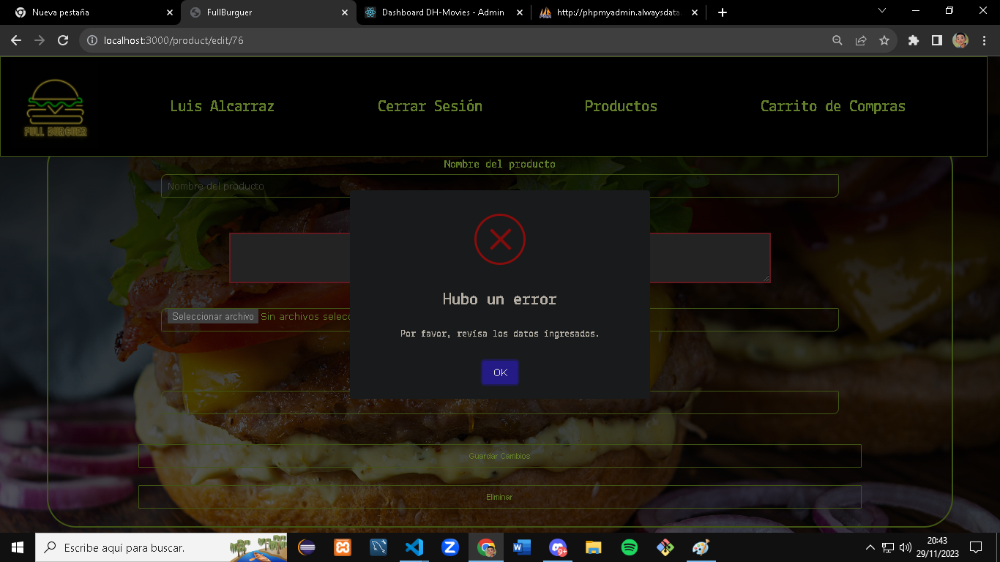 Nueva pestaña
FullBurguer
Dashboard DH-Movies - Admin
http://phpmyadmin.alwaysdata.
localhost:3000/product/edit/76
FULL BURGUER
Luis Alcarraz
Cerrar Sesión
Productos
Carrito de Compras
Nombre del producto
Nombre del producto
Hubo un error
Seleccionar archivo Sin archivos selecc
Por favor, revisa los datos ingresados.
OK
Guardar Cambios
Eliminar
Escribe aquí para buscar.
9+
20:43
29/11/2023